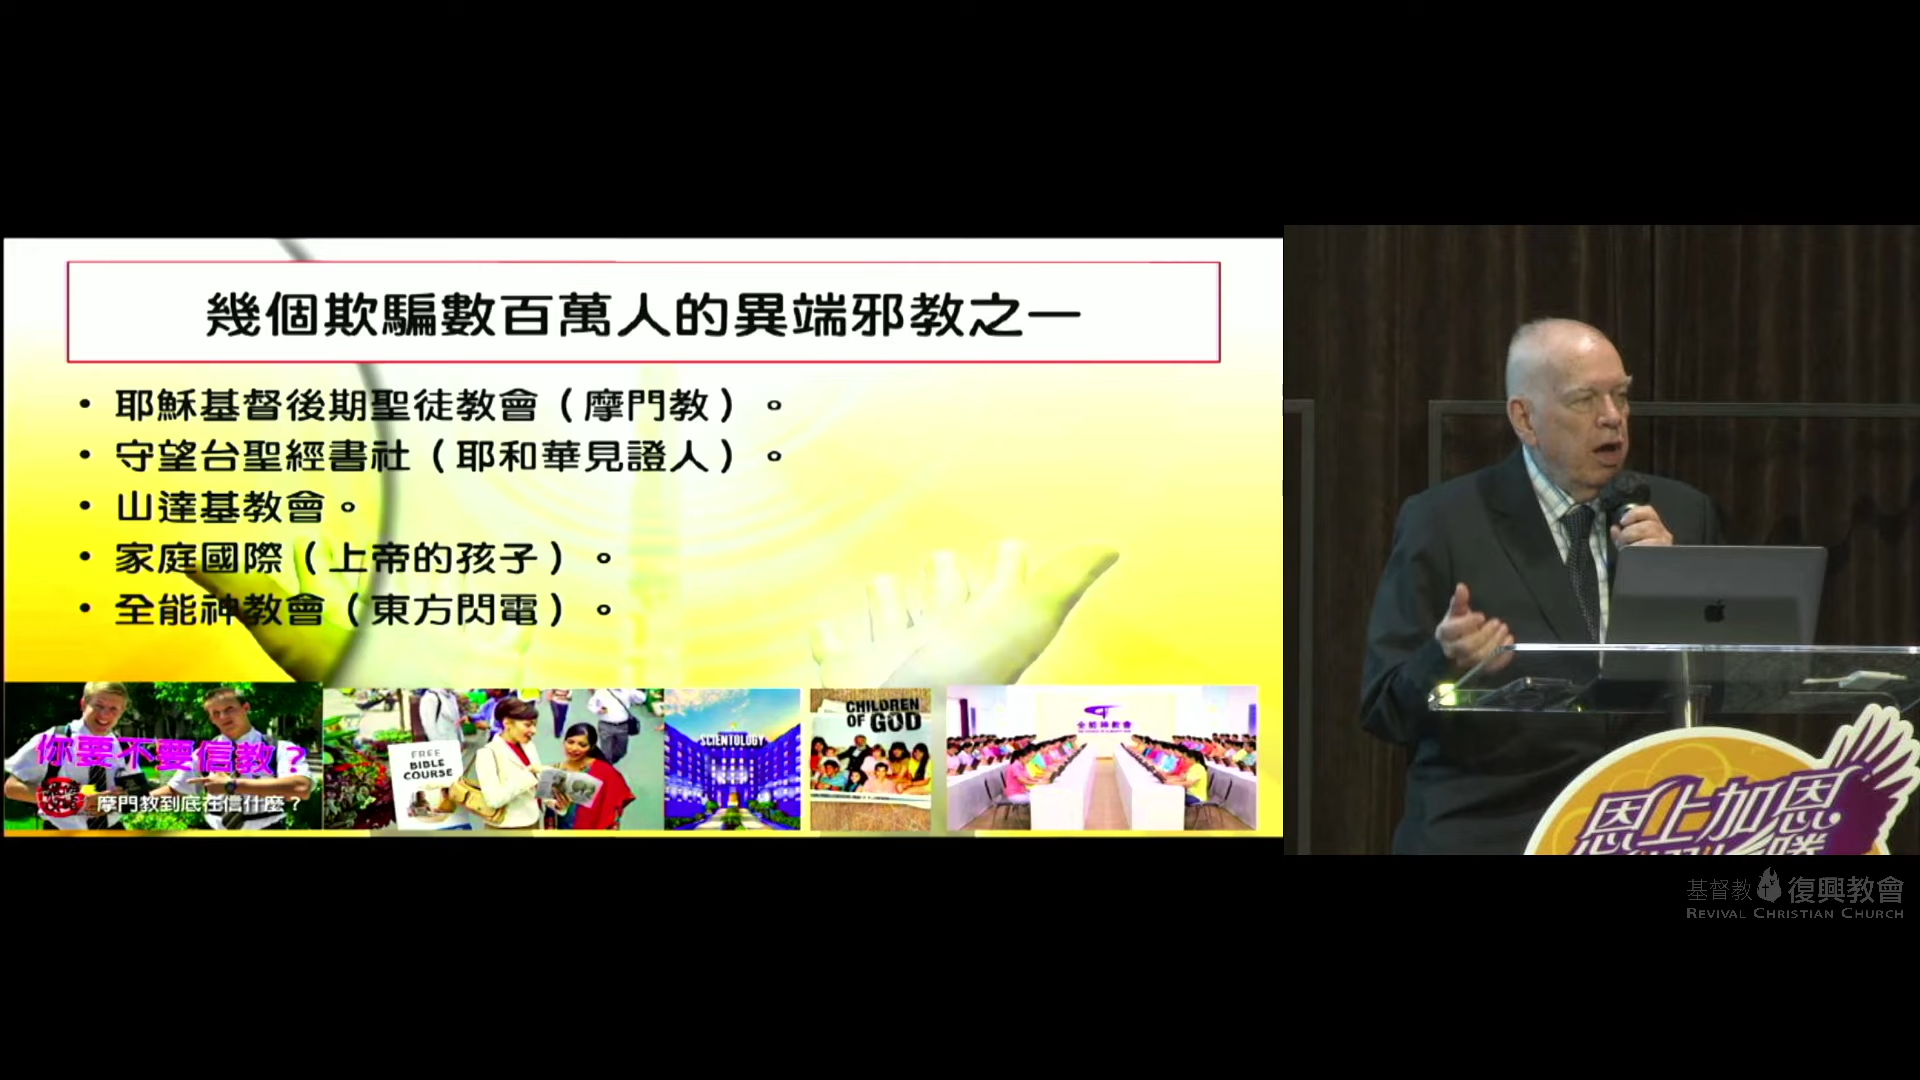 幾個欺騙數百萬人的異端邪教之一
• 耶穌基督後期聖徒教會（摩門教）。
• 守望台聖經書社（耶和華見證人）。
• 山達基教會。
• 家庭國際（上帝的孩子）。
• 全能神教會（東方閃電）。
你要不要信教？
摩門教到底在信什麼？
FREE
BIBLE
COURSE
SCIENTOLOGY
CHILDREN
OF GOD
全能神教會
恩上加恩
基督教 復興教會
REVIVAL CHRISTIAN CHURCH